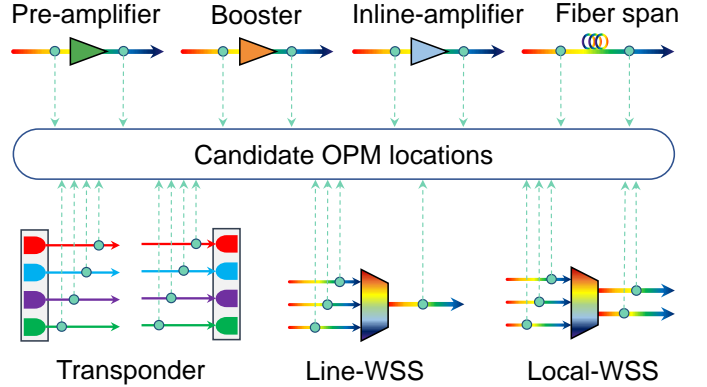 Pre-amplifier
Booster
Inline-amplifier
Fiber span
Candidate OPM locations
Transponder
Line-WSS
Local-WSS